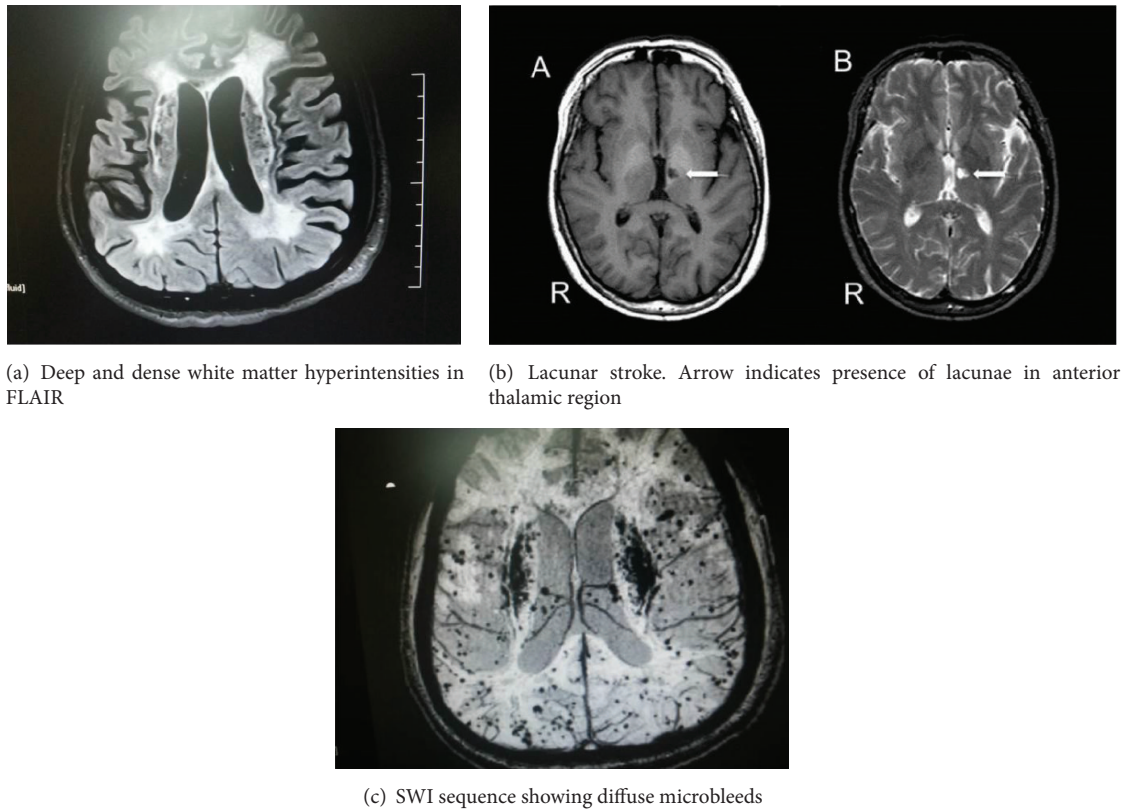 A
B
R
R
fluid]
(a) Deep and dense white matter hyperintensities in
FLAIR
(b) Lacunar stroke. Arrow indicates presence of lacunae in anterior
thalamic region
(c) SWI sequence showing diffuse microbleeds